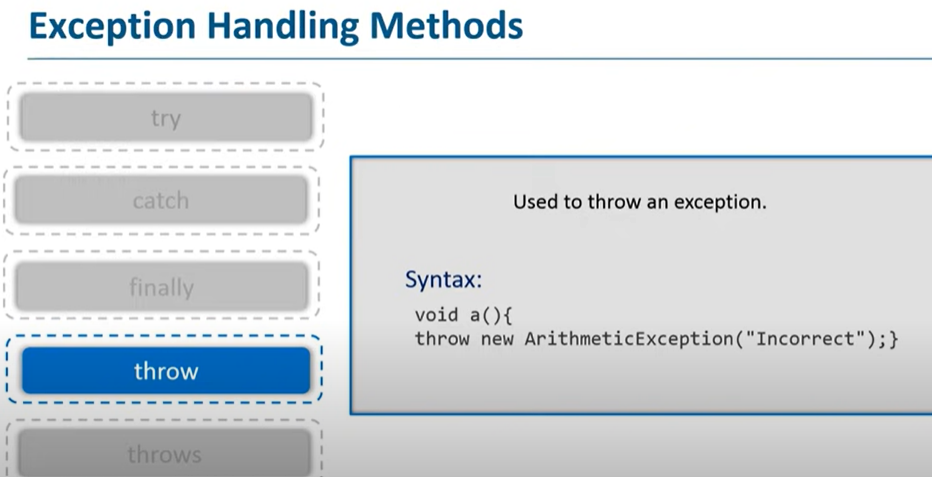 Exception Handling Methods
try
catch
finally
throw
throws
Used to throw an exception.
Syntax:
void a(){
throw new ArithmeticException("Incorrect");}